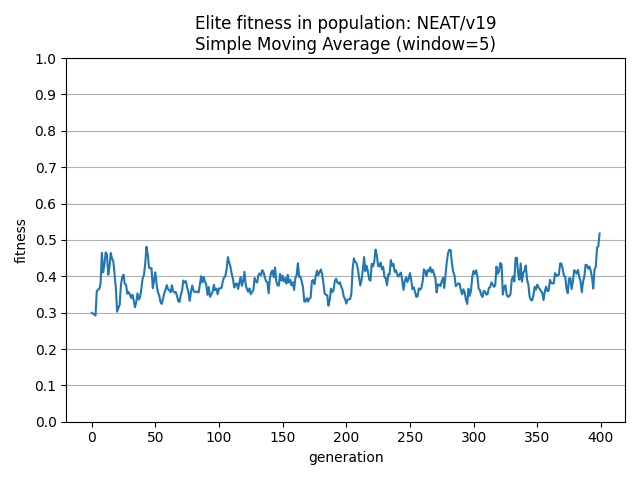 Elite fitness in population: NEAT/v19
Simple Moving Average (window=5)
1.0
0.9
0.8
0.7
0.6
0.5
0.4
0.3
0.2
0.1
0.0
fitness
0 50 100 150 200 250 300 350 400
generation